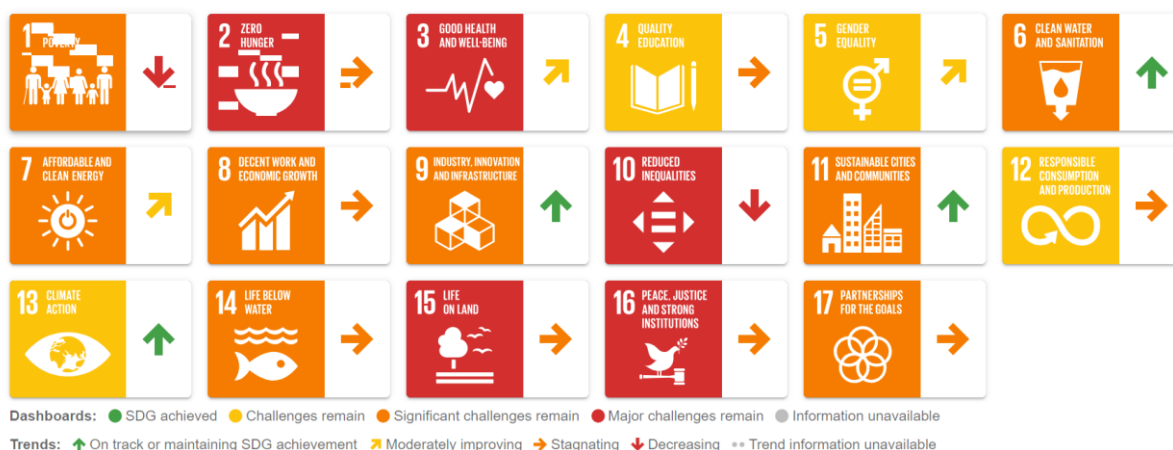 1
POVERTY
2 ZERO
HUNGER
3 GOOD HEALTH
AND WELL-BEING
4 QUALITY
EDUCATION
5 GENDER
EQUALITY
6 CLEAN WATER
AND SANITATION
7 AFFORDABLE AND
CLEAN ENERGY
8 DECENT WORK AND
ECONOMIC GROWTH
9 INDUSTRY, INNOVATION
AND INFRASTRUCTURE
10 REDUCED
INEQUALITIES
11 SUSTAINABLE CITIES
AND COMMUNITIES
12 RESPONSIBLE
CONSUMPTION
AND PRODUCTION
13 CLIMATE
ACTION
14 LIFE BELOW
WATER
15 LIFE
ON LAND
16 PEACE, JUSTICE
AND STRONG
INSTITUTIONS
17 PARTNERSHIPS
FOR THE GOALS
Dashboards: SDG achieved Challenges remain Significant challenges remain Major challenges remain Information unavailable
Trends: On track or maintaining SDG achievement Moderately improving Stagnating Decreasing Trend information unavailable